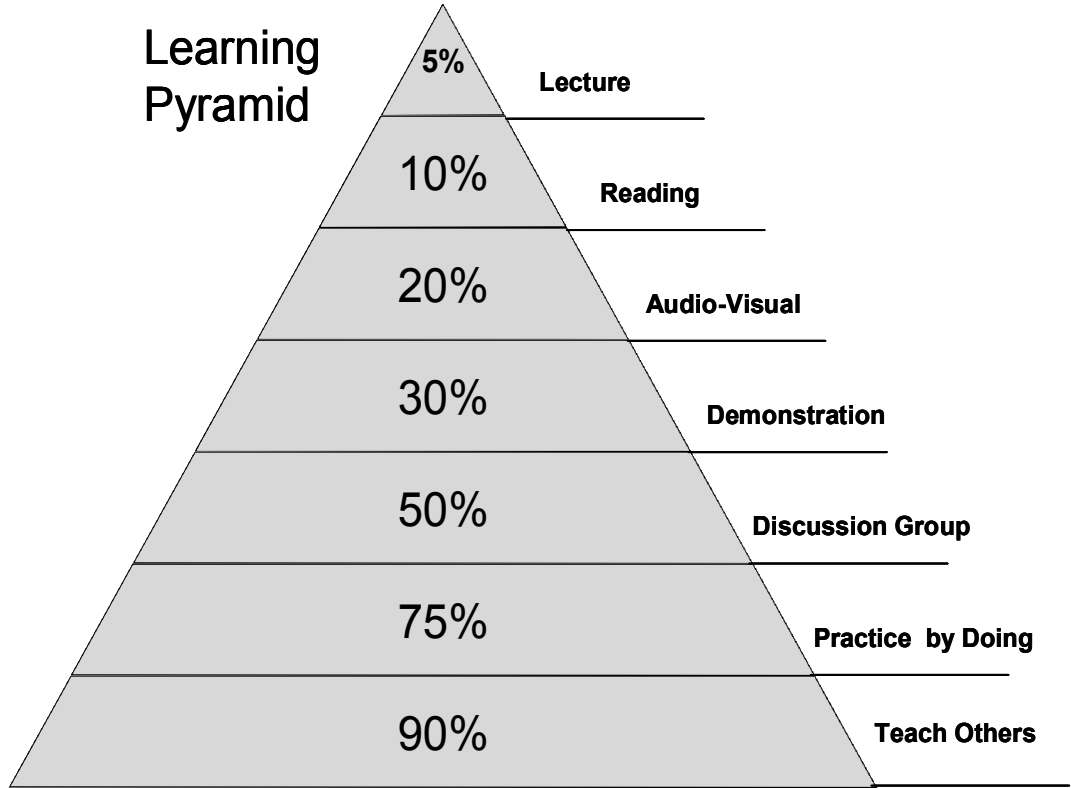 Learning
Pyramid
5%
Lecture
10%
Reading
20%
Audio-Visual
30%
Demonstration
50%
Discussion Group
75%
Practice  by Doing
90%
Teach Others